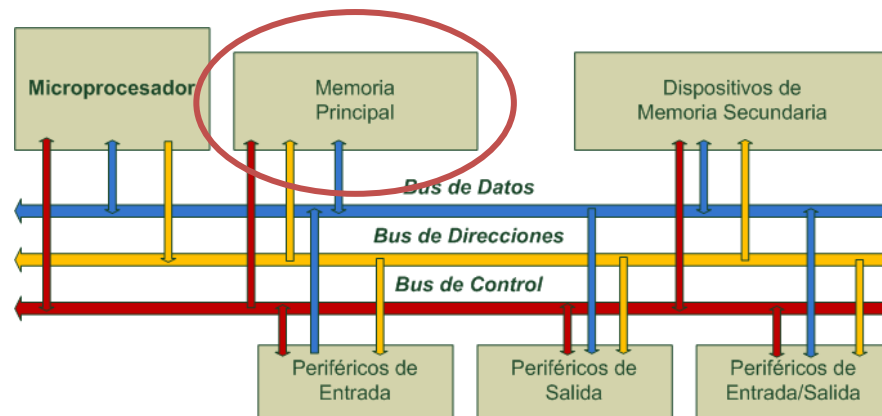 Microprocesador
Memoria
Principal
Dispositivos de
Memoria Secundaria
Bus de Datos
Bus de Direcciones
Bus de Control
Periféricos de
Entrada
Periféricos de
Salida
Periféricos de
Entrada/Salida